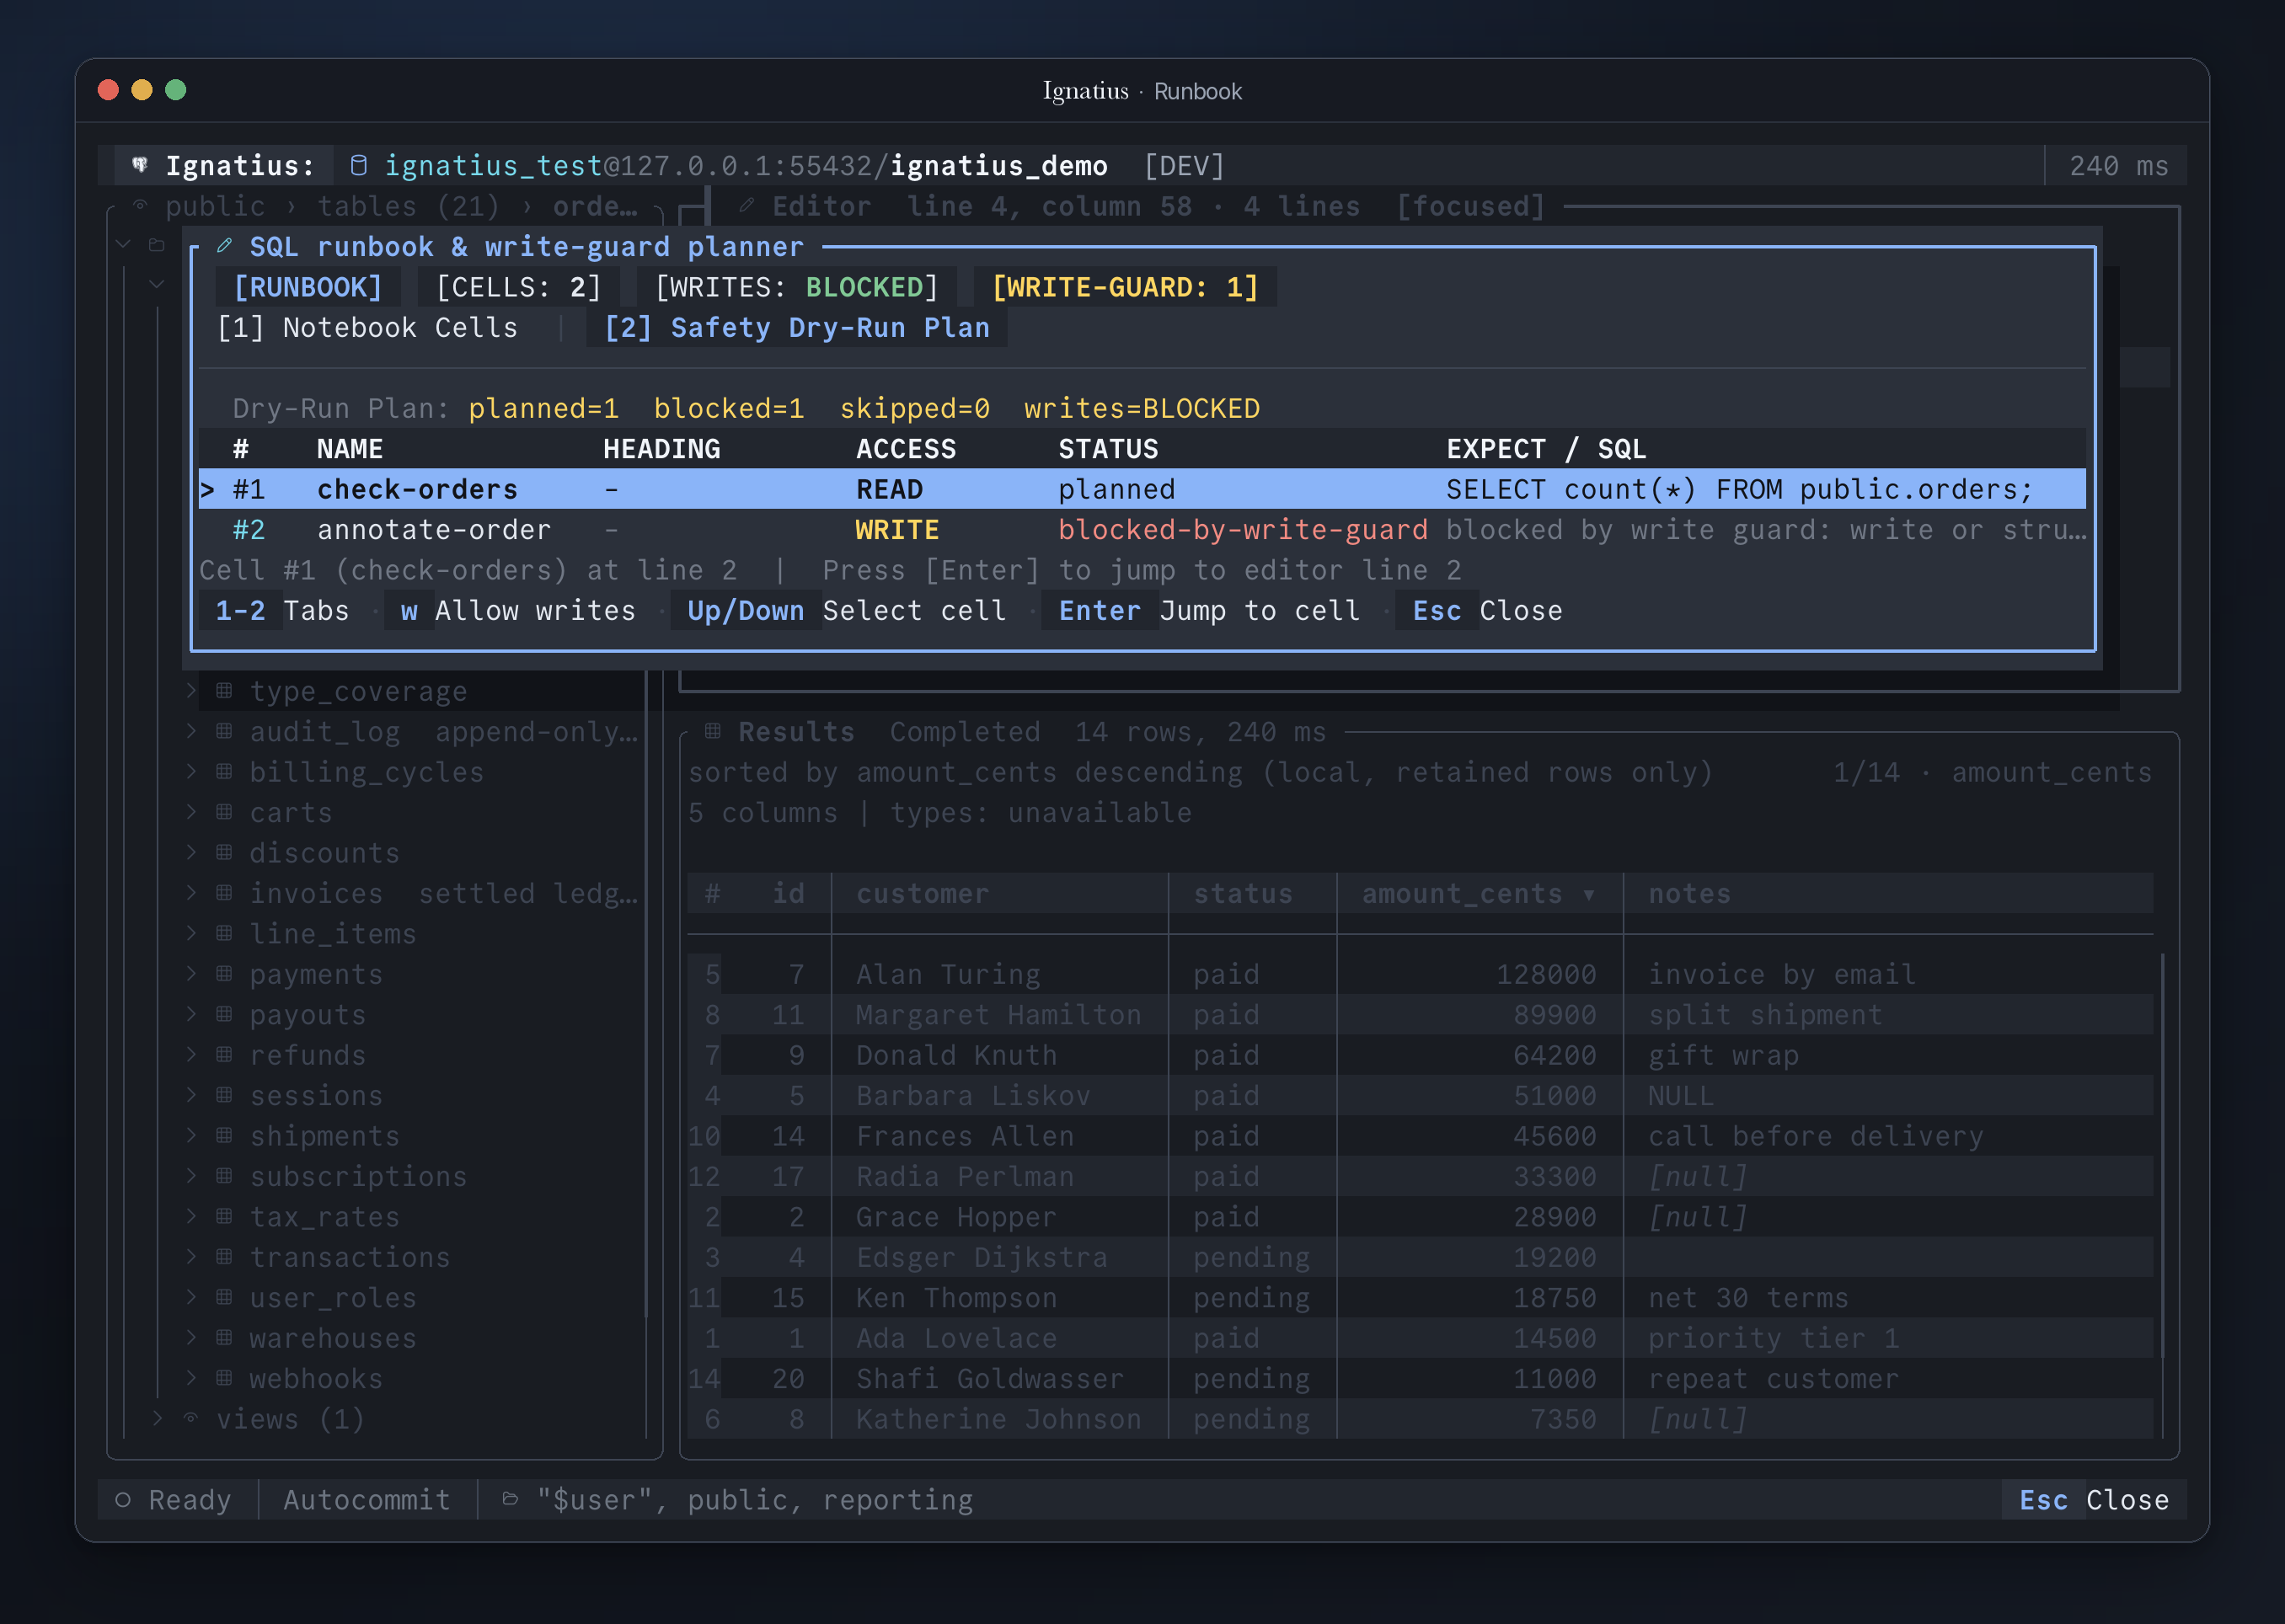 Ignatius · Runbook
Ignatius: ignatius_test@127.0.0.1:55432/ignatius_demo [DEV] 240 ms
public › tables (21) › orde…
Editor line 4, column 58 · 4 lines [focused]
SQL runbook & write-guard planner
[RUNBOOK] [CELLS: 2] [WRITES: BLOCKED] [WRITE-GUARD: 1]
[1] Notebook Cells | [2] Safety Dry-Run Plan
Dry-Run Plan: planned=1 blocked=1 skipped=0 writes=BLOCKED
# NAME HEADING ACCESS STATUS EXPECT / SQL
> #1 check-orders - READ planned SELECT count(*) FROM public.orders;
#2 annotate-order - WRITE blocked-by-write-guard blocked by write guard: write or stru…
Cell #1 (check-orders) at line 2 | Press [Enter] to jump to editor line 2
1-2 Tabs · w Allow writes · Up/Down Select cell · Enter Jump to cell · Esc Close
type_coverage
audit_log append-only…
billing_cycles
carts
discounts
invoices settled ledg…
line_items
payments
payouts
refunds
sessions
shipments
subscriptions
tax_rates
transactions
user_roles
warehouses
webhooks
views (1)
Results Completed 14 rows, 240 ms
sorted by amount_cents descending (local, retained rows only) 1/14 · amount_cents
5 columns | types: unavailable
# id customer status amount_cents ▾ notes
5 7 Alan Turing paid 128000 invoice by email
8 11 Margaret Hamilton paid 89900 split shipment
7 9 Donald Knuth paid 64200 gift wrap
4 5 Barbara Liskov paid 51000 NULL
10 14 Frances Allen paid 45600 call before delivery
12 17 Radia Perlman paid 33300 [null]
2 2 Grace Hopper paid 28900 [null]
3 4 Edsger Dijkstra pending 19200
11 15 Ken Thompson pending 18750 net 30 terms
1 1 Ada Lovelace paid 14500 priority tier 1
14 20 Shafi Goldwasser pending 11000 repeat customer
6 8 Katherine Johnson pending 7350 [null]
Ready Autocommit "$user", public, reporting Esc Close